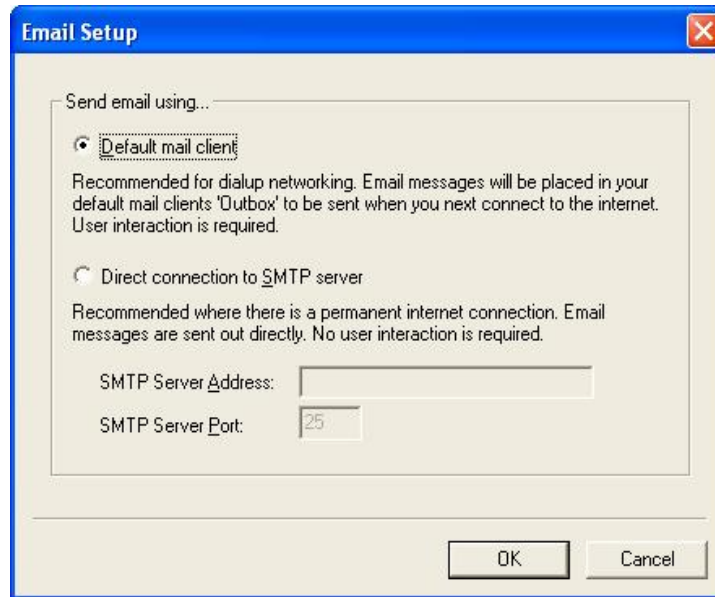 Email Setup
Send email using...
Default mail client
Recommended for dialup networking. Email messages will be placed in your
default mail clients 'Outbox' to be sent when you next connect to the internet.
User interaction is required.
Direct connection to SMTP server
Recommended where there is a permanent internet connection. Email
messages are sent out directly. No user interaction is required.
SMTP Server Address:
SMTP Server Port: 25
OK Cancel